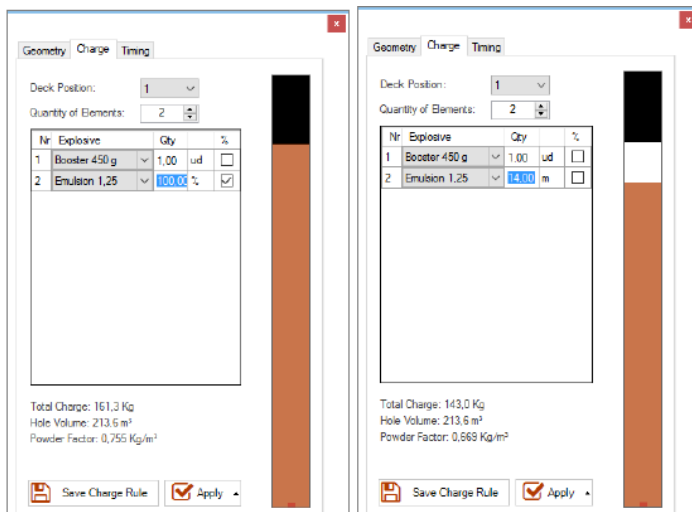 x
Geometry Charge Timing
Deck Position: 1
Quantity of Elements: 2
Nr Explosive Qty %
1 Booster 450 g 1,00 ud
2 Emulsion 1,25 100,00 %
Total Charge: 161,3 Kg
Hole Volume: 213,6 m³
Powder Factor: 0,755 Kg/m³
Save Charge Rule Apply
x
Geometry Charge Timing
Deck Position: 1
Quantity of Elements: 2
Nr Explosive Qty %
1 Booster 450 g 1,00 ud
2 Emulsion 1,25 14,00 m
Total Charge: 143,0 Kg
Hole Volume: 213,6 m³
Powder Factor: 0,669 Kg/m³
Save Charge Rule Apply